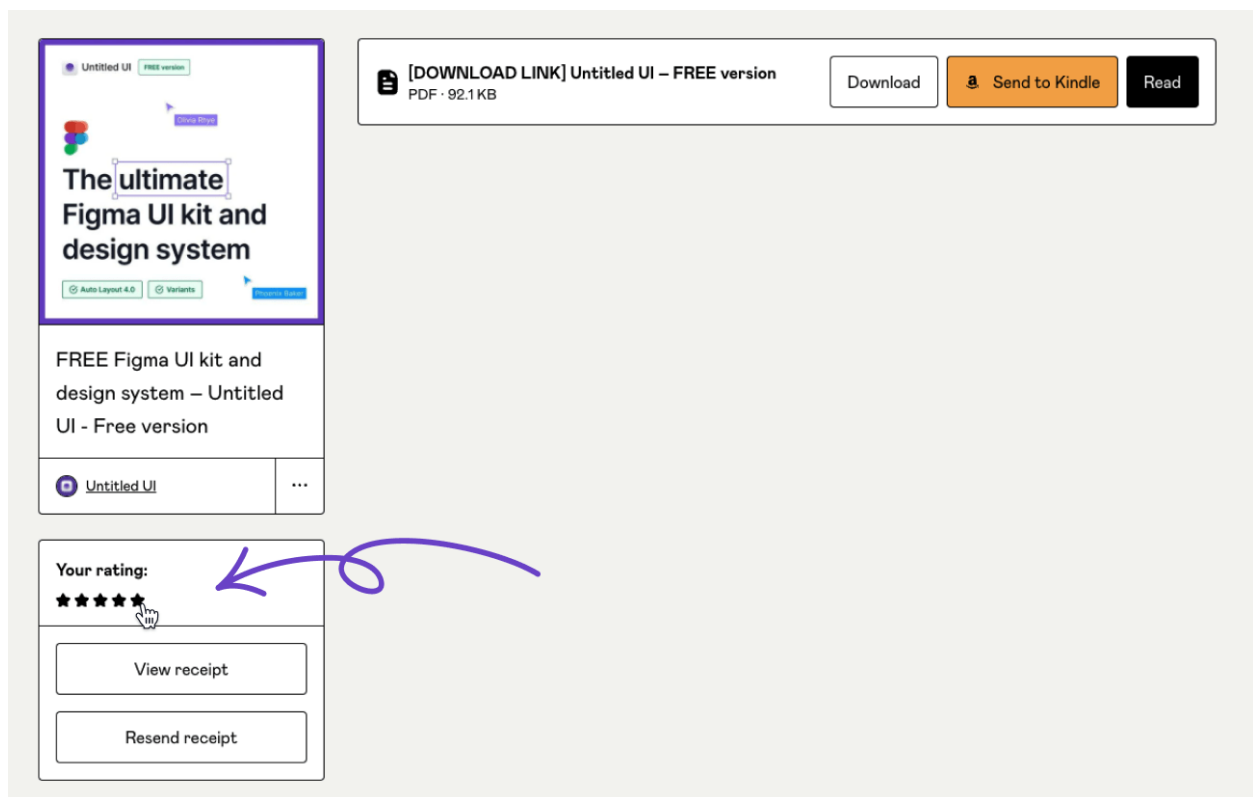 Untitled UI FREE version
Olivia Rhye
The ultimate
Figma UI kit and
design system
Auto Layout 4.0 Variants
Phoenix Baker
FREE Figma UI kit and
design system – Untitled
UI - Free version
Untitled UI ...
Your rating:
View receipt
Resend receipt
[DOWNLOAD LINK] Untitled UI – FREE version
PDF · 92.1 KB
Download
Send to Kindle
Read